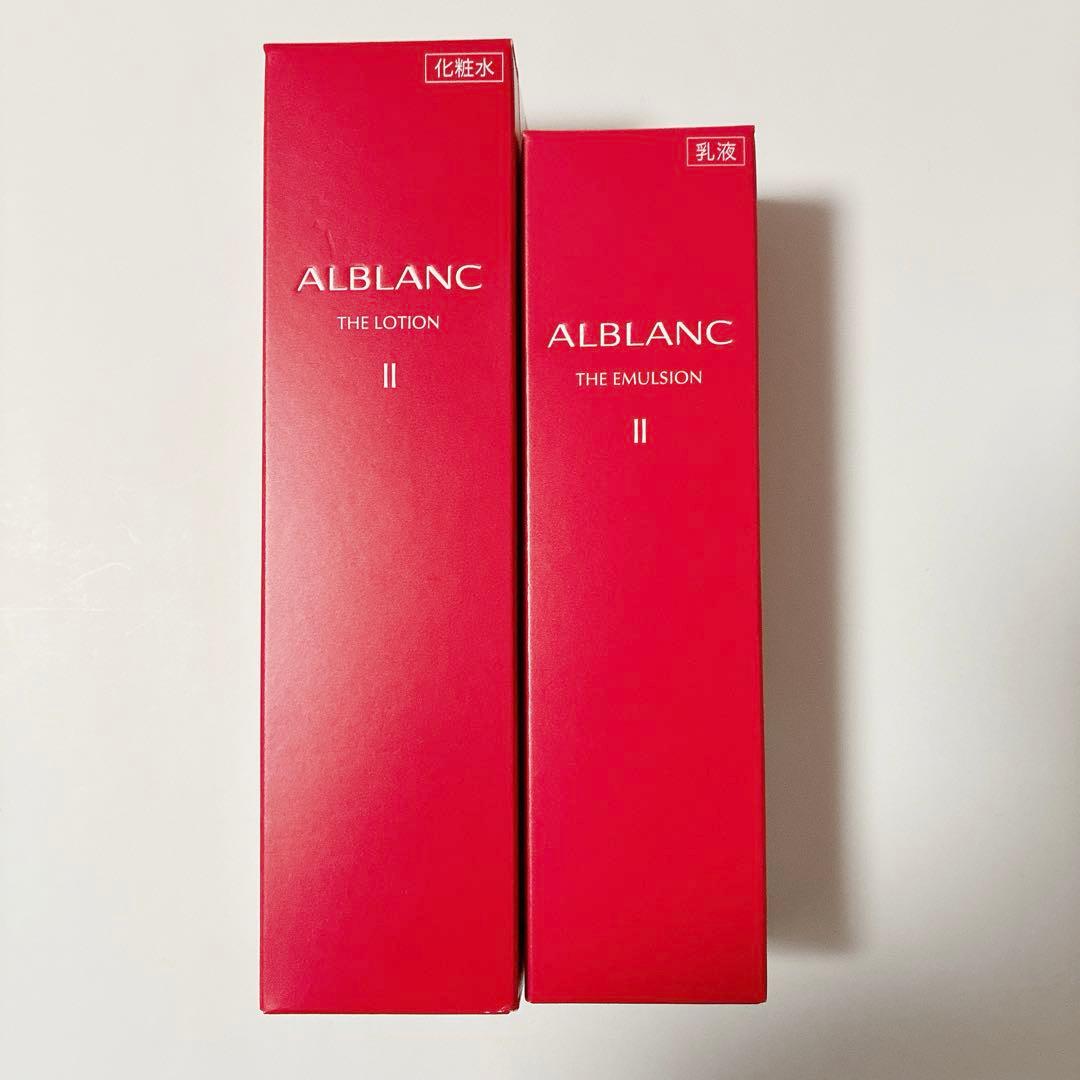 化粧水
ALBLANC
THE LOTION
II
乳液
ALBLANC
THE EMULSION
II